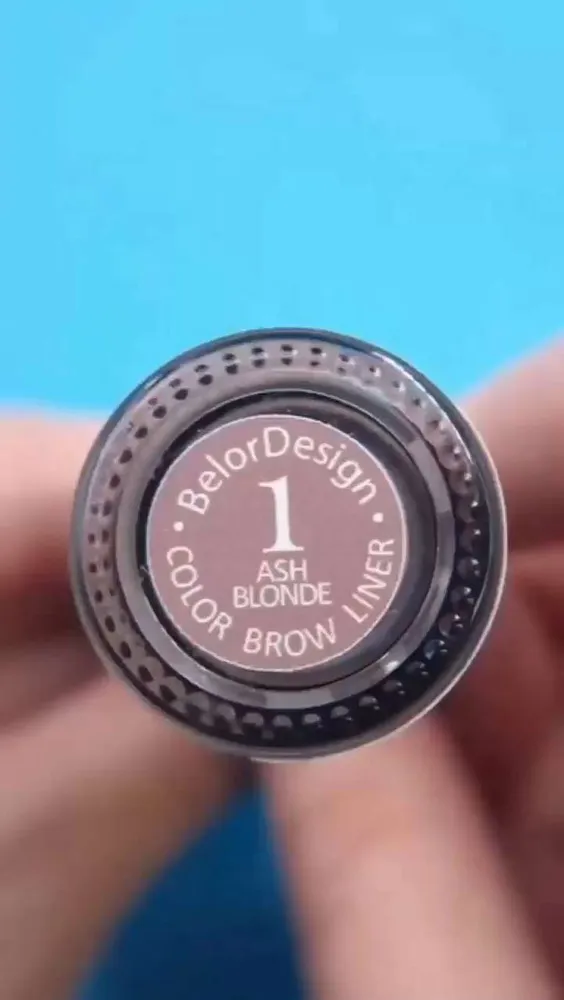 • BelorDesign •
1
ASH
BLONDE
COLOR BROW LINER